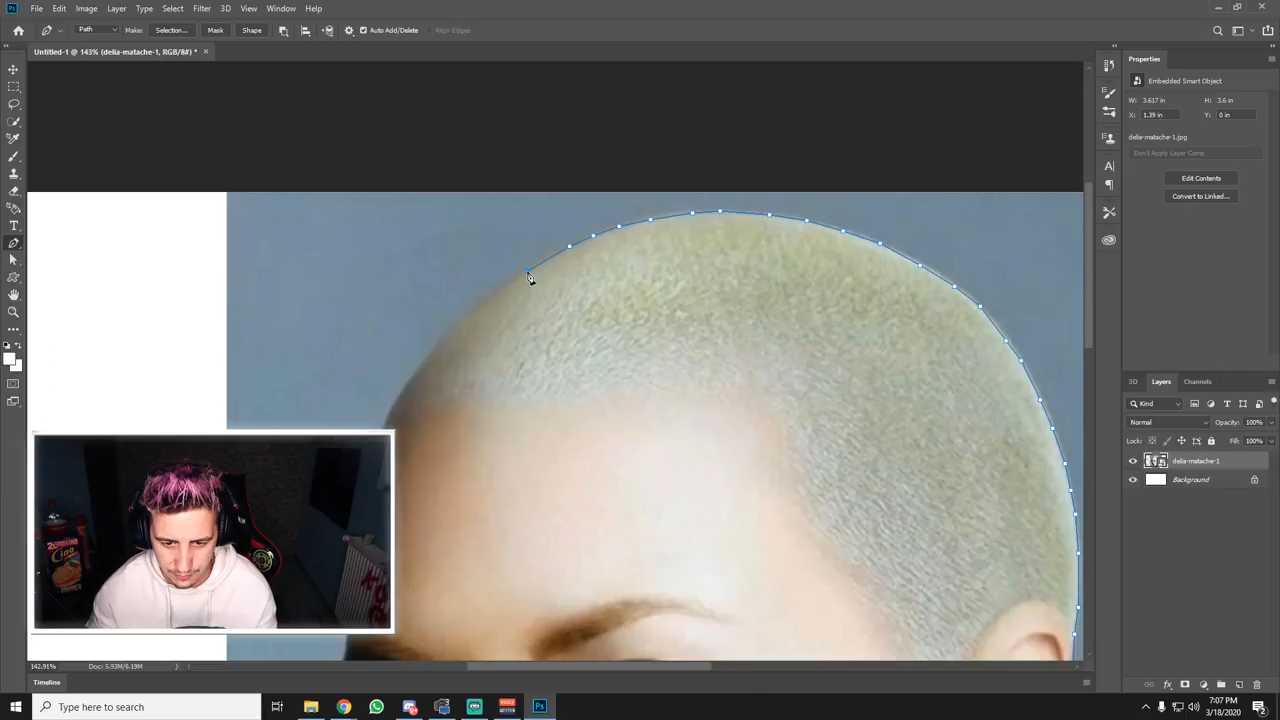 Ps File Edit Image Layer Type Select Filter 3D View Window Help
Path Make: Selection... Mask Shape Auto Add/Delete Align Edges
Untitled-1 @ 143% (delia-matache-1, RGB/8#) *
Properties
Embedded Smart Object
W: 3.617 in H: 3.6 in
X: 1.39 in Y: 0 in
delia-matache-1.jpg
Don't Apply Layer Comp
Edit Contents
Convert to Linked...
3D Layers Channels
Kind
Normal Opacity: 100%
Lock: Fill: 100%
delia-matache-1
Background
Ciao
142.91% Doc: 5.93M/6.19M
Timeline
Type here to search
7:07 PM
3/18/2020